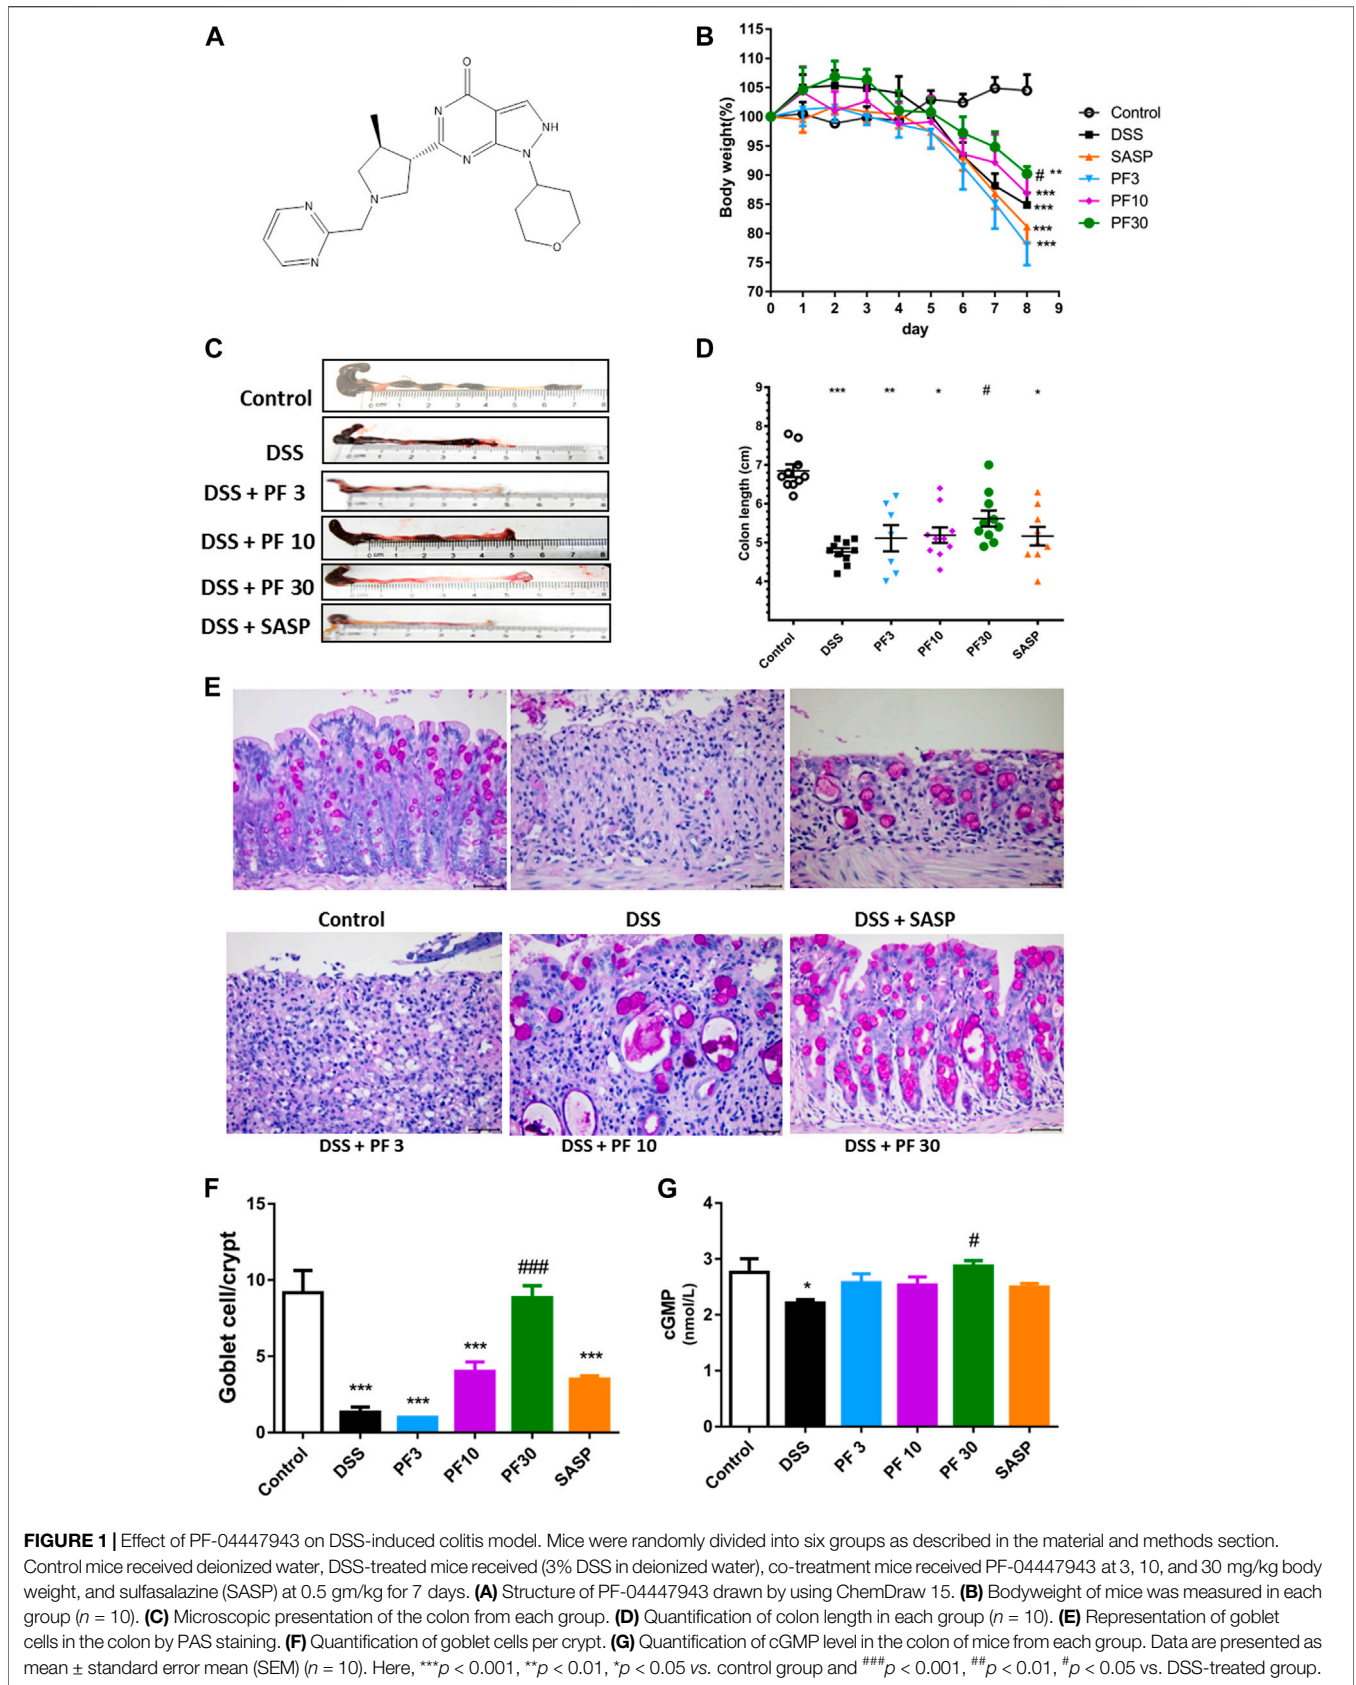 A
O
N
NH
N
N
N
N
N
O
B
115
110
105
100
95
90
85
80
75
70
Body weight(%)
0 1 2 3 4 5 6 7 8 9
day
# **
***
***
***
***
Control
DSS
SASP
PF3
PF10
PF30
C
Control
DSS
DSS + PF 3
DSS + PF 10
DSS + PF 30
DSS + SASP
D
9
8
7
6
5
4
Colon length (cm)
*** ** * # *
Control DSS PF3 PF10 PF30 SASP
E
Control DSS DSS + SASP
DSS + PF 3 DSS + PF 10 DSS + PF 30
F
15
10
5
0
Goblet cell/crypt
*** *** *** ### ***
Control DSS PF3 PF10 PF30 SASP
G
4
3
2
1
0
cGMP
(nmol/L)
* #
Control DSS PF 3 PF 10 PF 30 SASP
FIGURE 1 | Effect of PF-04447943 on DSS-induced colitis model. Mice were randomly divided into six groups as described in the material and methods section.
Control mice received deionized water, DSS-treated mice received (3% DSS in deionized water), co-treatment mice received PF-04447943 at 3, 10, and 30 mg/kg body
weight, and sulfasalazine (SASP) at 0.5 gm/kg for 7 days. (A) Structure of PF-04447943 drawn by using ChemDraw 15. (B) Bodyweight of mice was measured in each
group (n = 10). (C) Microscopic presentation of the colon from each group. (D) Quantification of colon length in each group (n = 10). (E) Representation of goblet
cells in the colon by PAS staining. (F) Quantification of goblet cells per crypt. (G) Quantification of cGMP level in the colon of mice from each group. Data are presented as
mean ± standard error mean (SEM) (n = 10). Here, ***p < 0.001, **p < 0.01, *p < 0.05 vs. control group and ###p < 0.001, ##p < 0.01, #p < 0.05 vs. DSS-treated group.